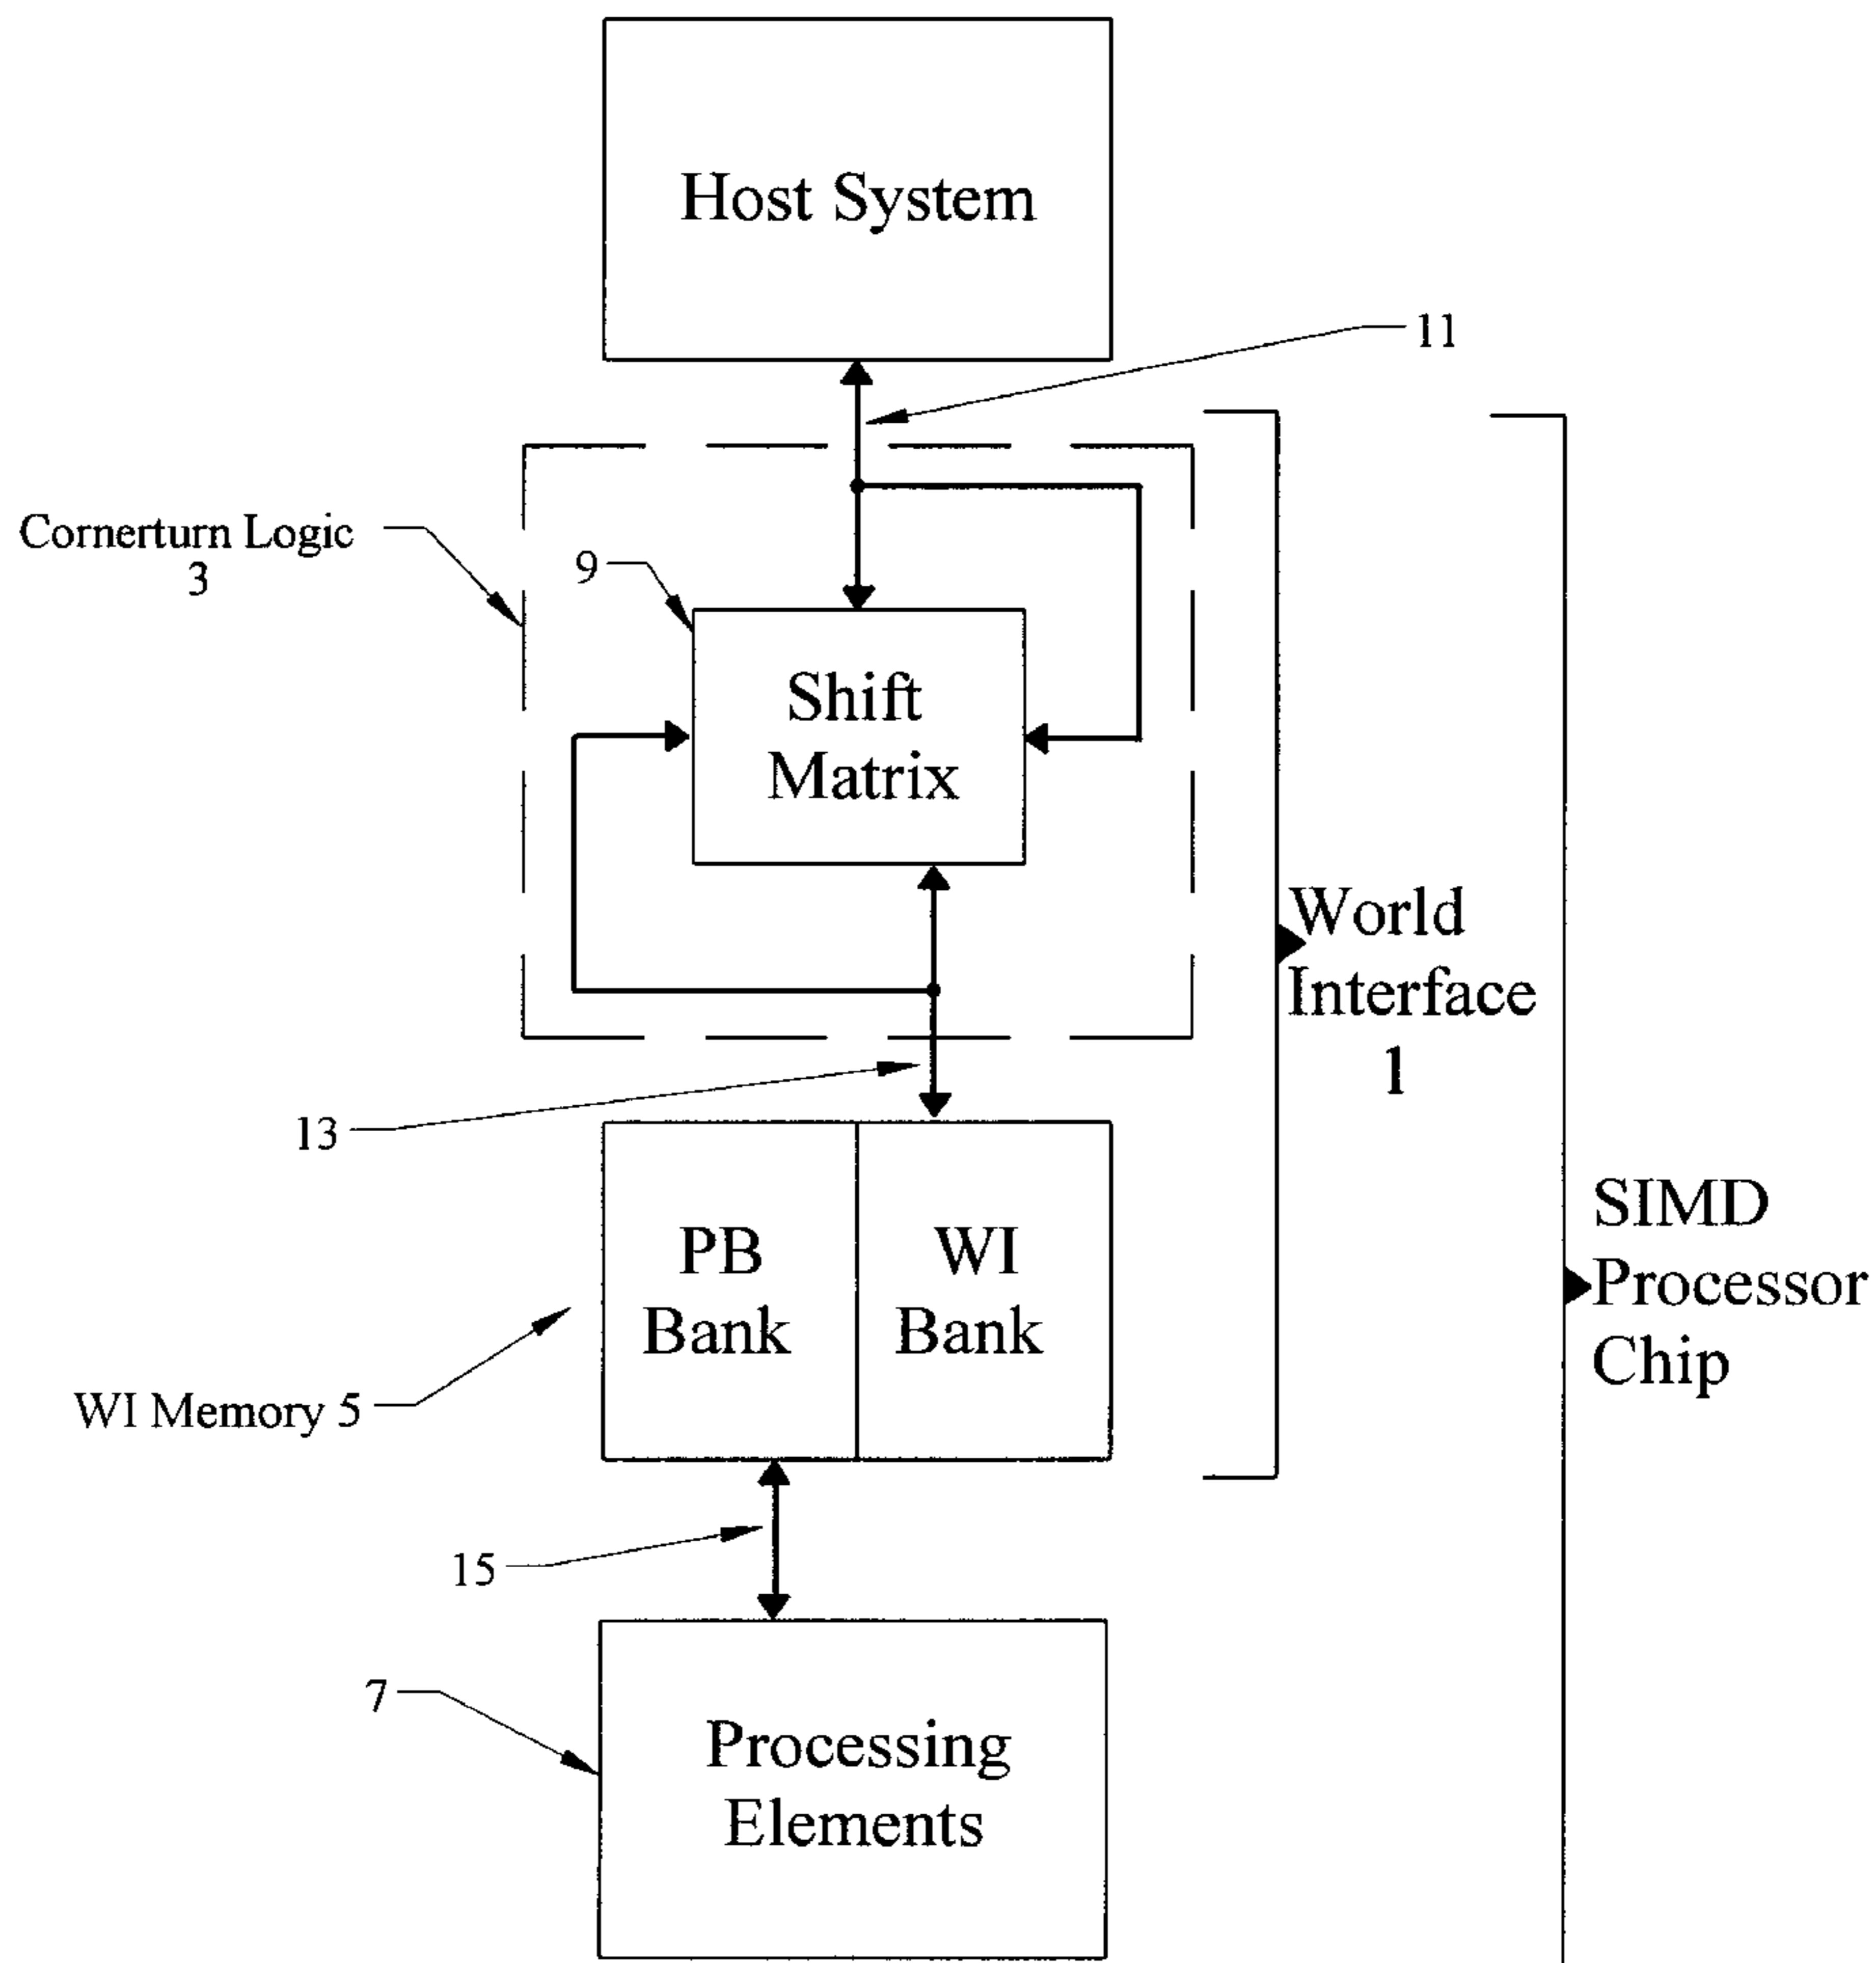 Host System
11
Cornerturn Logic
3
9
Shift
Matrix
World
Interface
1
13
PB
Bank
WI
Bank
SIMD
Processor
Chip
WI Memory 5
15
7
Processing
Elements